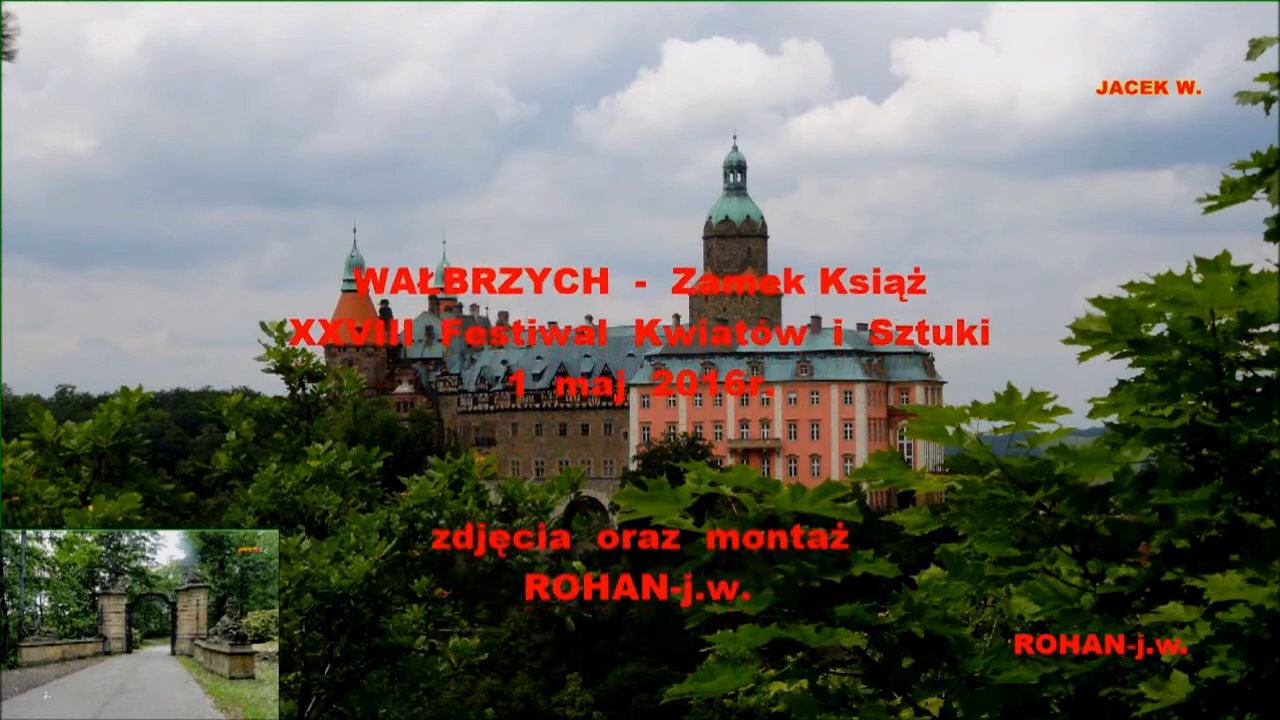 JACEK W.
WAŁBRZYCH - Zamek Książ
XXVIII Festiwal Kwiatów i Sztuki
1 maj 2016r.
zdjęcia oraz montaż
ROHAN-j.w.
ROHAN-j.w.